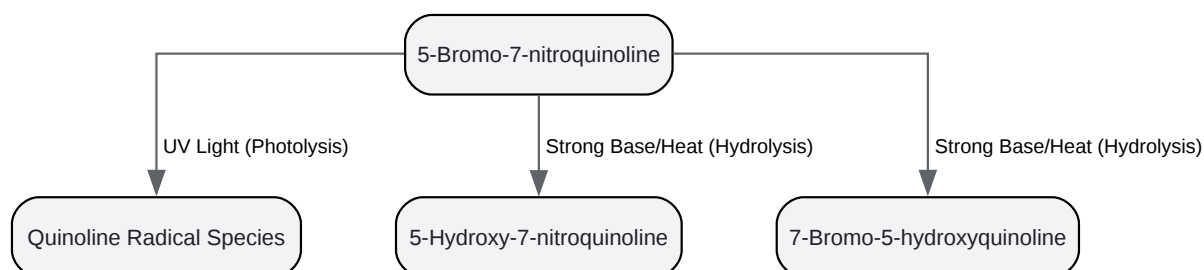 5-Bromo-7-nitroquinoline
UV Light (Photolysis)
Strong Base/Heat (Hydrolysis)
Strong Base/Heat (Hydrolysis)
Quinoline Radical Species
5-Hydroxy-7-nitroquinoline
7-Bromo-5-hydroxyquinoline